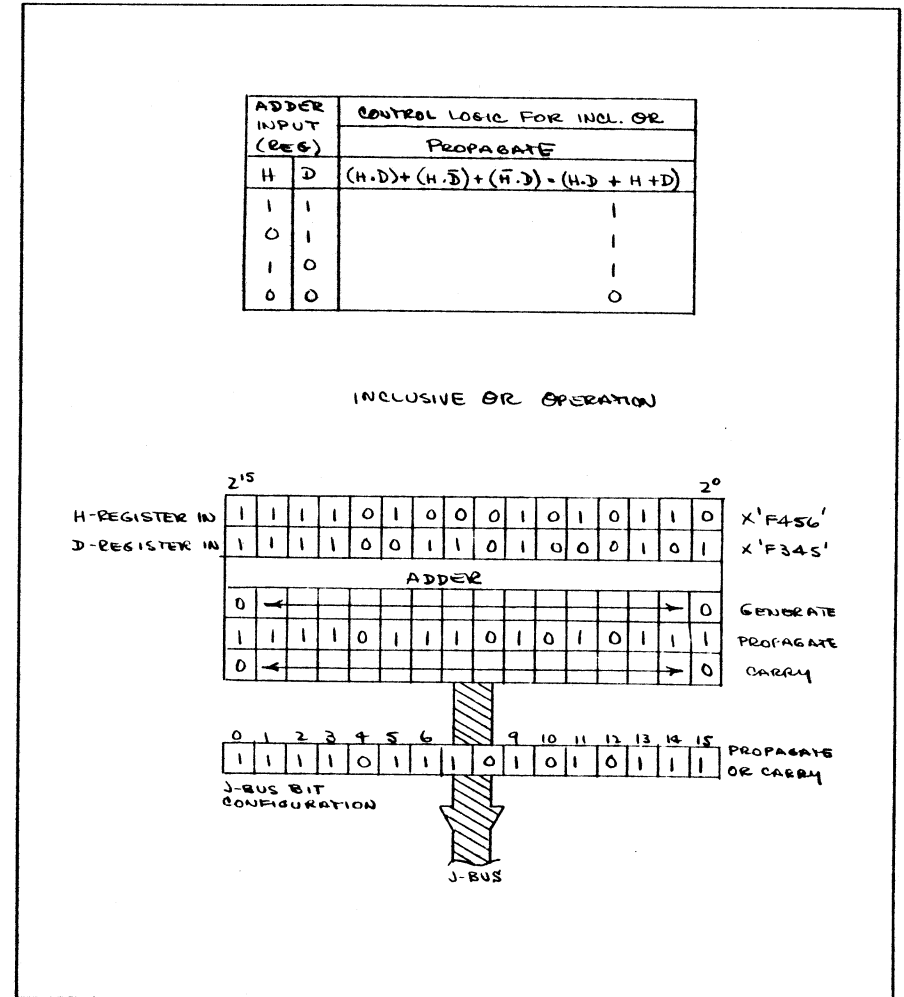 ADDER INPUT (REG)
CONTROL LOGIC FOR INCL. OR
PROPAGATE
H D (H.D)+(H.D̅)+(H̅.D)=(H.D + H +D)
1 1 1
0 1 1
1 0 1
0 0 0
INCLUSIVE OR OPERATION
2¹⁵ 2⁰
H-REGISTER IN 1 1 1 1 0 1 0 0 0 1 0 1 0 1 1 0 X'F456'
D-REGISTER IN 1 1 1 1 0 0 1 1 0 1 0 0 0 1 0 1 X'F345'
ADDER
0 0 GENERATE
1 1 1 1 0 1 1 1 0 1 0 1 0 1 1 1 PROPAGATE
0 0 CARRY
0 1 2 3 4 5 6 9 10 11 12 13 14 15
1 1 1 1 0 1 1 1 0 1 0 1 0 1 1 1 PROPAGATE OR CARRY
J-BUS BIT
CONFIGURATION
J-BUS